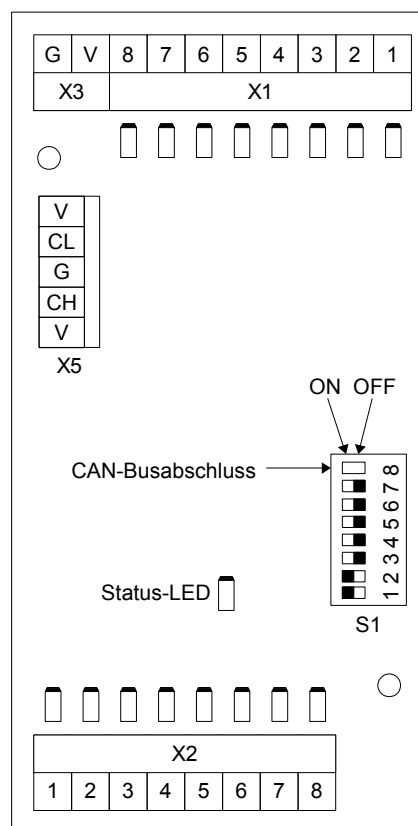 G V 8 7 6 5 4 3 2 1
X3 X1
V
CL
G
CH
V
X5
ON OFF
CAN-Busabschluss
8
7
6
5
4
3
2
1
Status-LED
S1
X2
1 2 3 4 5 6 7 8